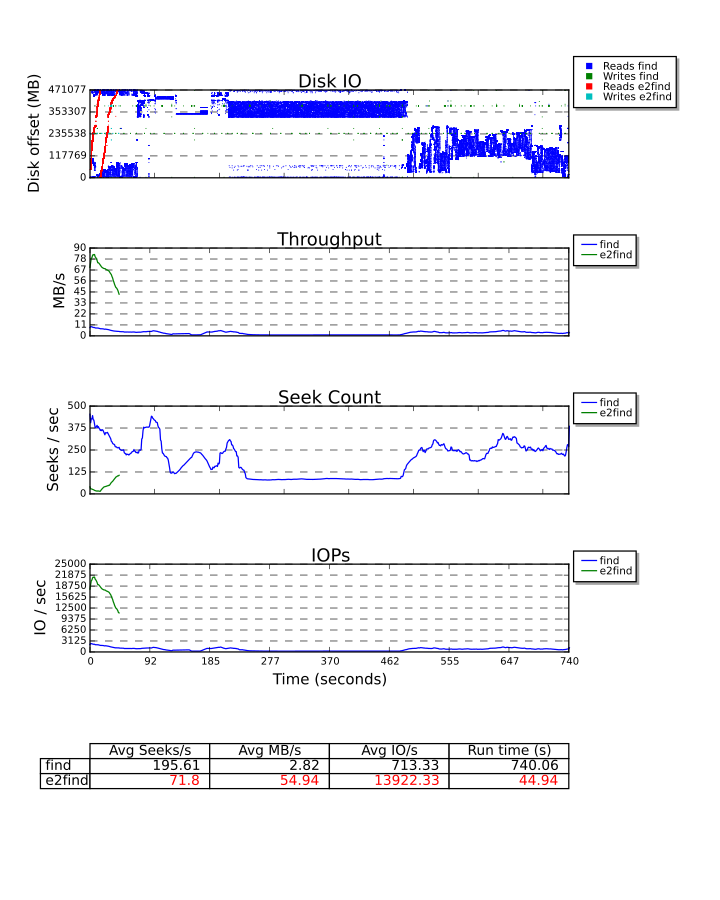 Disk IO
Disk offset (MB)
471077
353307
235538
117769
0
Reads find
Writes find
Reads e2find
Writes e2find
Throughput
MB/s
90
78
67
56
45
33
22
11
0
find
e2find
Seek Count
Seeks / sec
500
375
250
125
0
find
e2find
IOPs
IO / sec
25000
21875
18750
15625
12500
9375
6250
3125
0
find
e2find
0 92 185 277 370 462 555 647 740
Time (seconds)
Avg Seeks/s Avg MB/s Avg IO/s Run time (s)
find 195.61 2.82 713.33 740.06
e2find 71.8 54.94 13922.33 44.94